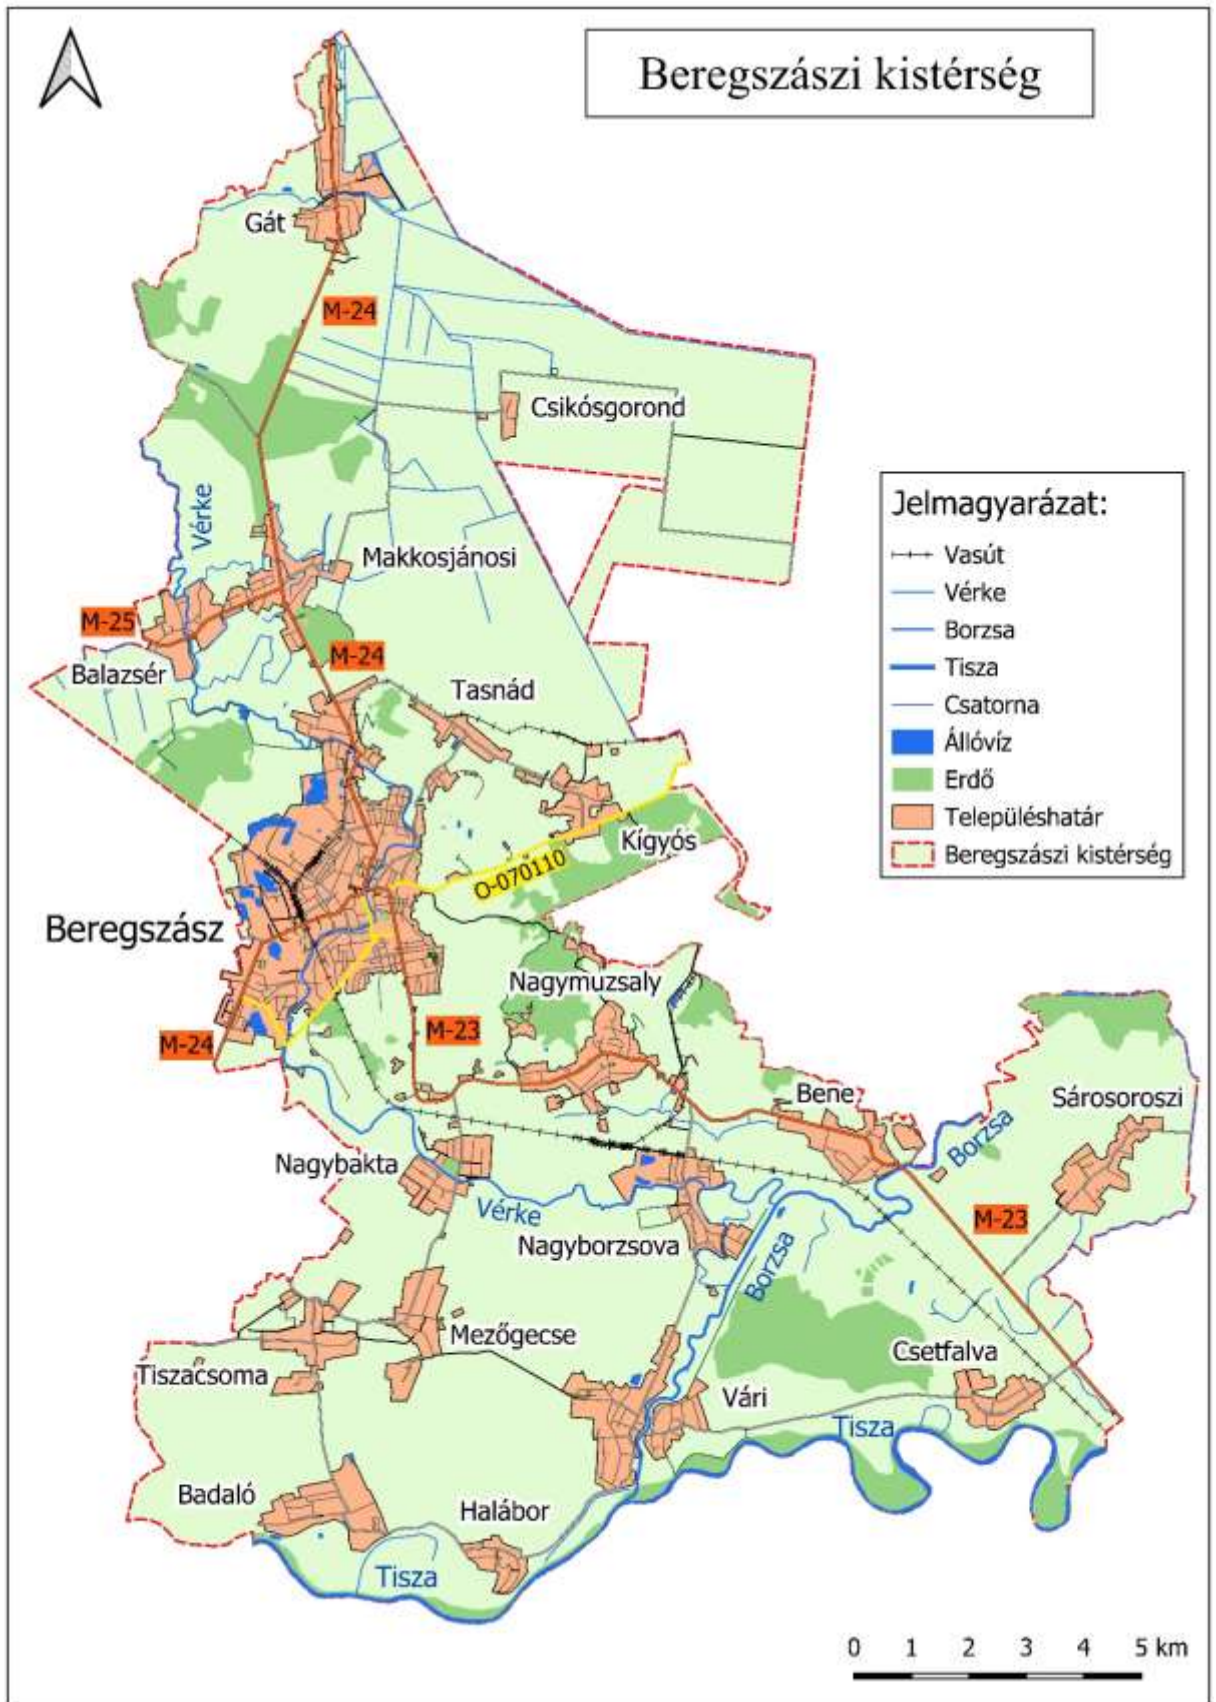 Beregszászi kistérség
Gát
M-24
Csikósgorond
Vérke
Makkosjánosi
M-25
M-24
Balazsér
Tasnád
Kígyós
O-070110
Beregszász
Nagymuzsaly
M-23
M-24
Bene
Sárosoroszi
Borzsa
Nagybakta
Vérke
M-23
Nagyborzsova
Borzsa
Mezőgecse
Csetfalva
Tiszacsoma
Vári
Tisza
Badaló
Halábor
Tisza
Jelmagyarázat:
Vasút
Vérke
Borzsa
Tisza
Csatorna
Állóvíz
Erdő
Településhatár
Beregszászi kistérség
0 1 2 3 4 5 km